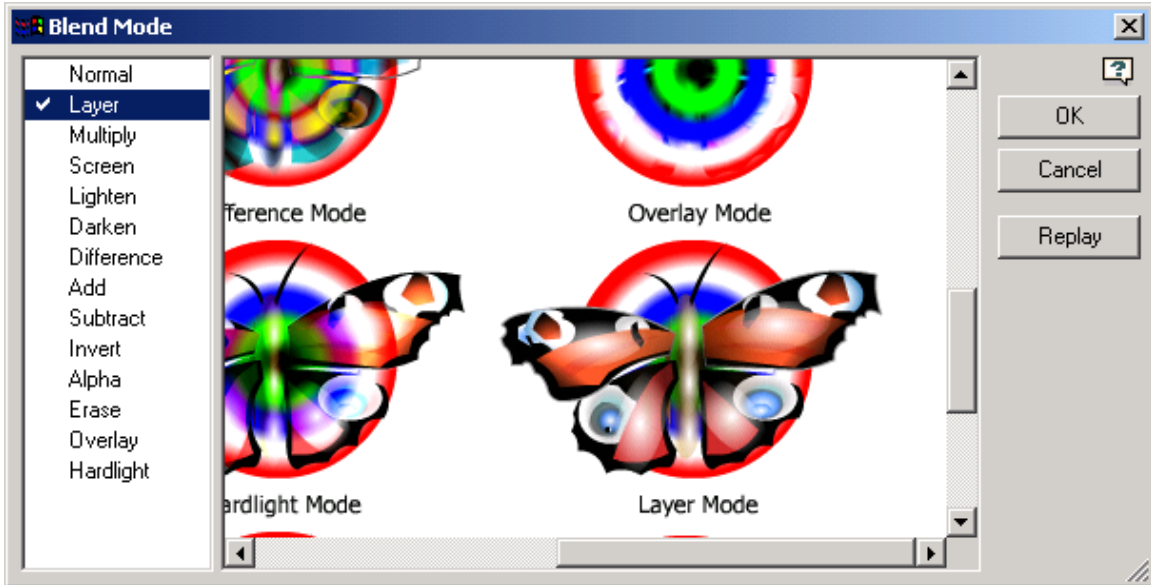 Blend Mode
Normal
Layer
Multiply
Screen
Lighten
Darken
Difference
Add
Subtract
Invert
Alpha
Erase
Overlay
Hardlight
fference Mode
Overlay Mode
ardlight Mode
Layer Mode
OK
Cancel
Replay